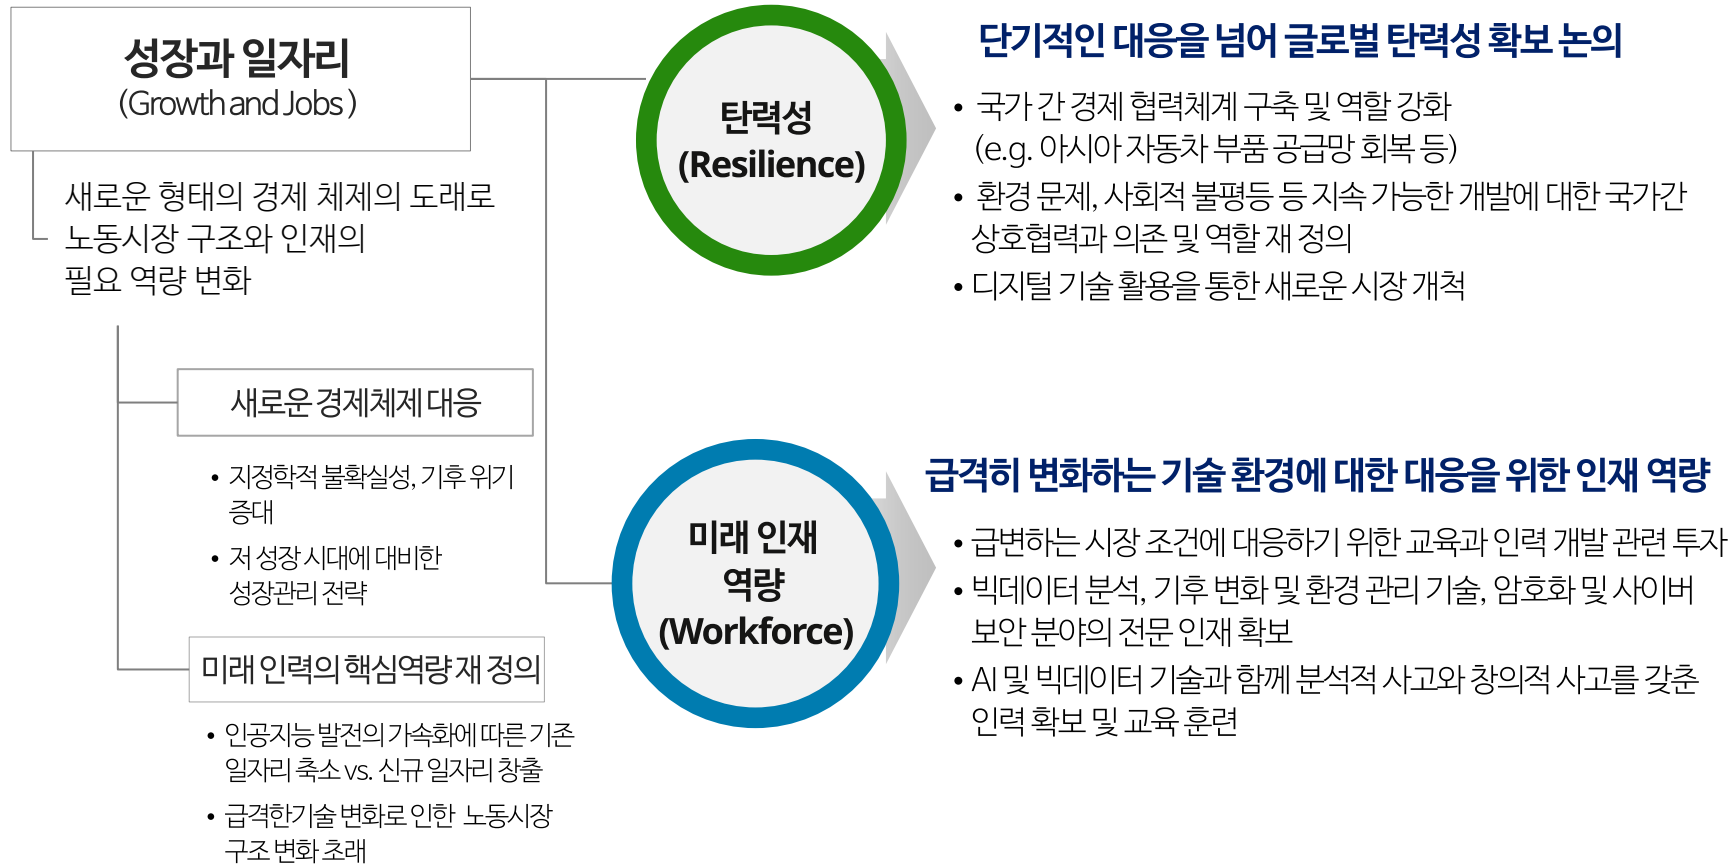 성장과 일자리
(Growth and Jobs )
새로운 형태의 경제 체제의 도래로
노동시장 구조와 인재의
필요 역량 변화
새로운 경제체제 대응
• 지정학적 불확실성, 기후 위기
증대
• 저 성장 시대에 대비한
성장관리 전략
미래 인력의 핵심역량 재 정의
• 인공지능 발전의 가속화에 따른 기존
일자리 축소 vs. 신규 일자리 창출
• 급격한기술 변화로 인한 노동시장
구조 변화 초래
탄력성
(Resilience)
단기적인 대응을 넘어 글로벌 탄력성 확보 논의
• 국가 간 경제 협력체계 구축 및 역할 강화
(e.g. 아시아 자동차 부품 공급망 회복 등)
• 환경 문제, 사회적 불평등 등 지속 가능한 개발에 대한 국가간
상호협력과 의존 및 역할 재 정의
• 디지털 기술 활용을 통한 새로운 시장 개척
미래 인재
역량
(Workforce)
급격히 변화하는 기술 환경에 대한 대응을 위한 인재 역량
• 급변하는 시장 조건에 대응하기 위한 교육과 인력 개발 관련 투자
• 빅데이터 분석, 기후 변화 및 환경 관리 기술, 암호화 및 사이버
보안 분야의 전문 인재 확보
• AI 및 빅데이터 기술과 함께 분석적 사고와 창의적 사고를 갖춘
인력 확보 및 교육 훈련